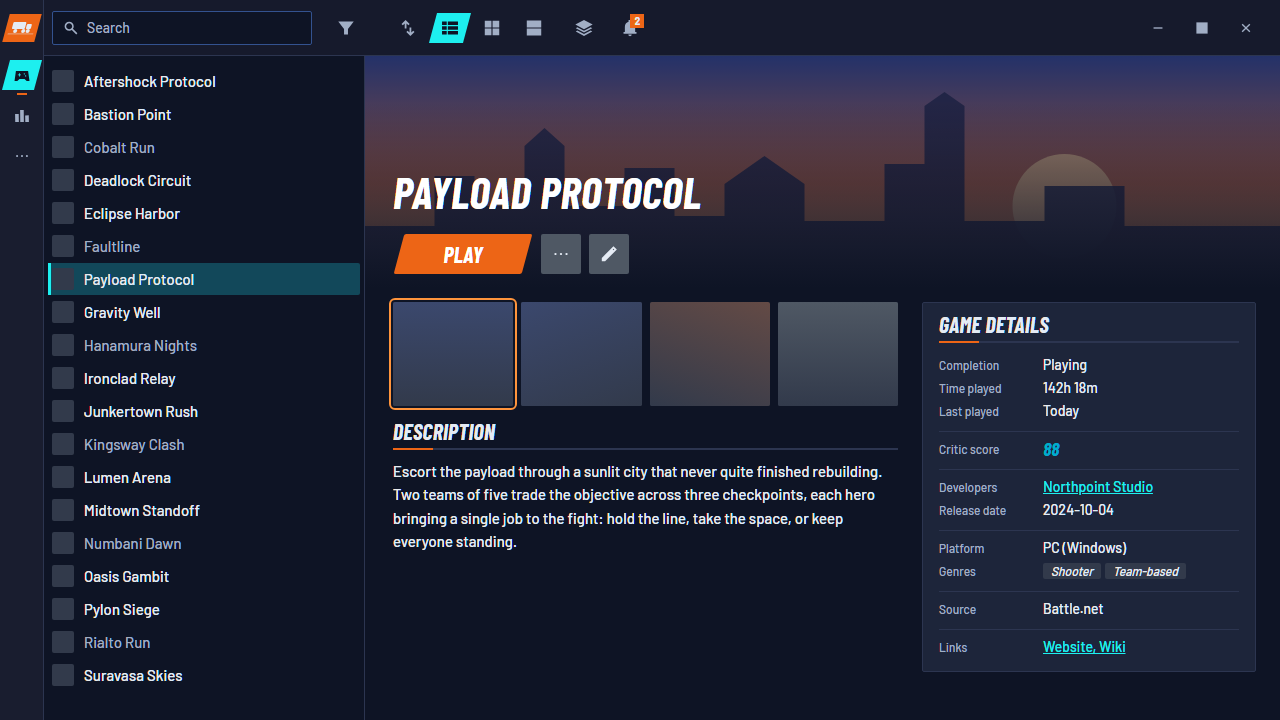 Search
2
Aftershock Protocol
Bastion Point
Cobalt Run
Deadlock Circuit
Eclipse Harbor
Faultline
Payload Protocol
Gravity Well
Hanamura Nights
Ironclad Relay
Junkertown Rush
Kingsway Clash
Lumen Arena
Midtown Standoff
Numbani Dawn
Oasis Gambit
Pylon Siege
Rialto Run
Suravasa Skies
PAYLOAD PROTOCOL
PLAY
DESCRIPTION
Escort the payload through a sunlit city that never quite finished rebuilding.
Two teams of five trade the objective across three checkpoints, each hero
bringing a single job to the fight: hold the line, take the space, or keep
everyone standing.
GAME DETAILS
Completion Playing
Time played 142h 18m
Last played Today
Critic score 88
Developers Northpoint Studio
Release date 2024-10-04
Platform PC (Windows)
Genres Shooter Team-based
Source Battle.net
Links Website, Wiki